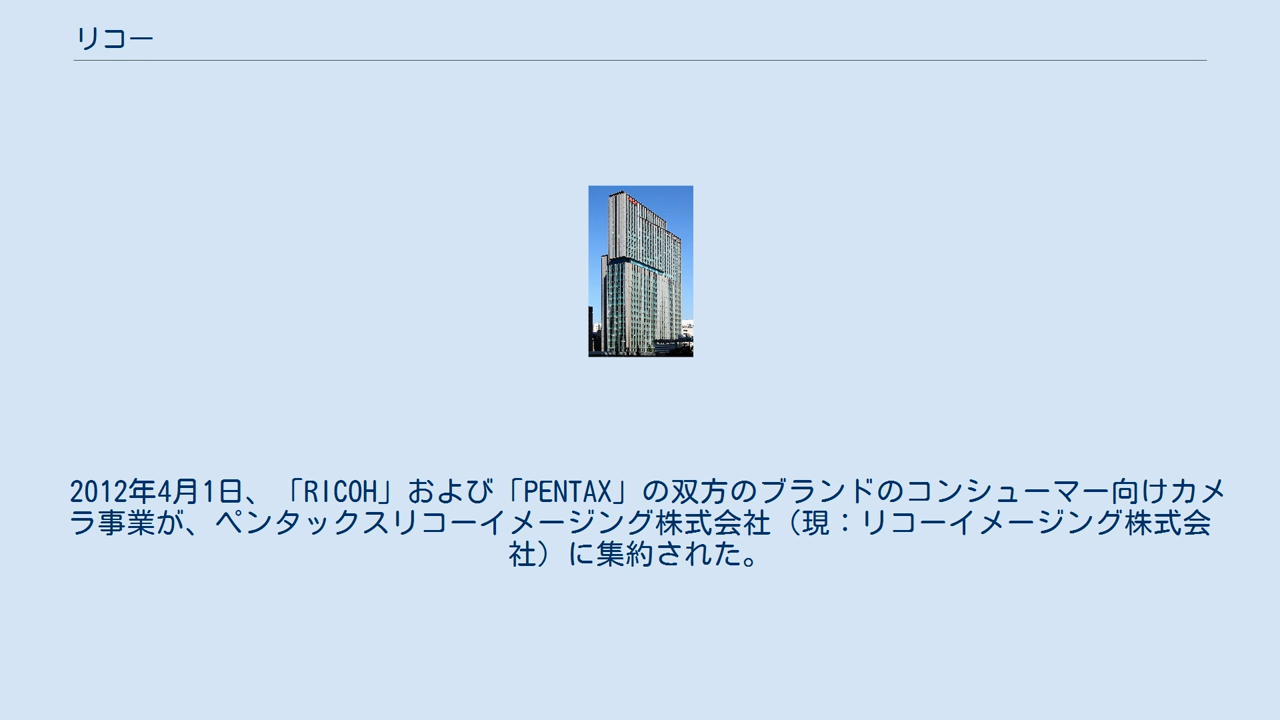 リコー
2012年4月1日、「RICOH」および「PENTAX」の双方のブランドのコンシューマー向けカメ
ラ事業が、ペンタックスリコーイメージング株式会社（現：リコーイメージング株式会
社）に集約された。